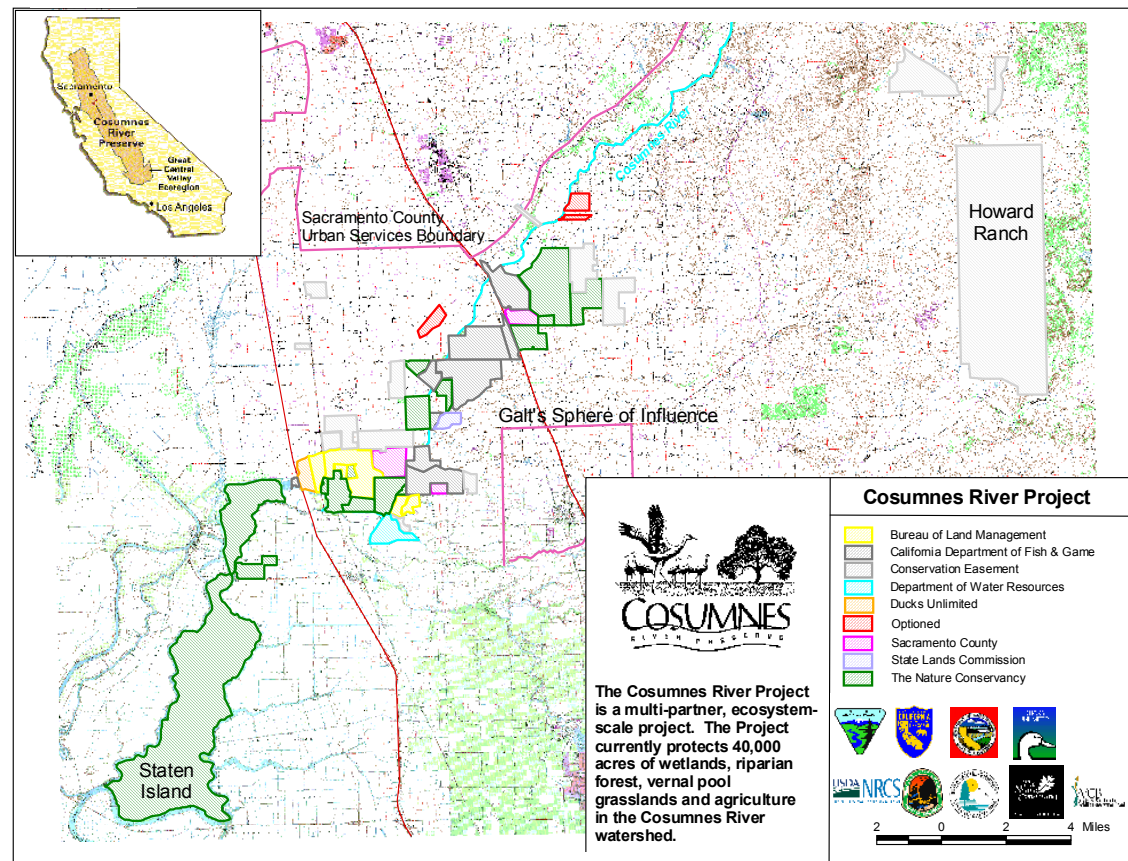 Sacramento
Cosumnes
River
Preserve
Great
Central
Valley
Ecoregion
Los Angeles
Cosumnes River
Sacramento County
Urban Services Boundary
Howard
Ranch
Galt's Sphere of Influence
Staten
Island
COSUMNES
RIVER PRESERVE
The Cosumnes River Project
is a multi-partner, ecosystem-
scale project. The Project
currently protects 40,000
acres of wetlands, riparian
forest, vernal pool
grasslands and agriculture
in the Cosumnes River
watershed.
Cosumnes River Project
Bureau of Land Management
California Department of Fish & Game
Conservation Easement
Department of Water Resources
Ducks Unlimited
Optioned
Sacramento County
State Lands Commission
The Nature Conservancy
CALIFORNIA
USDA NRCS
2 0 2 4 Miles